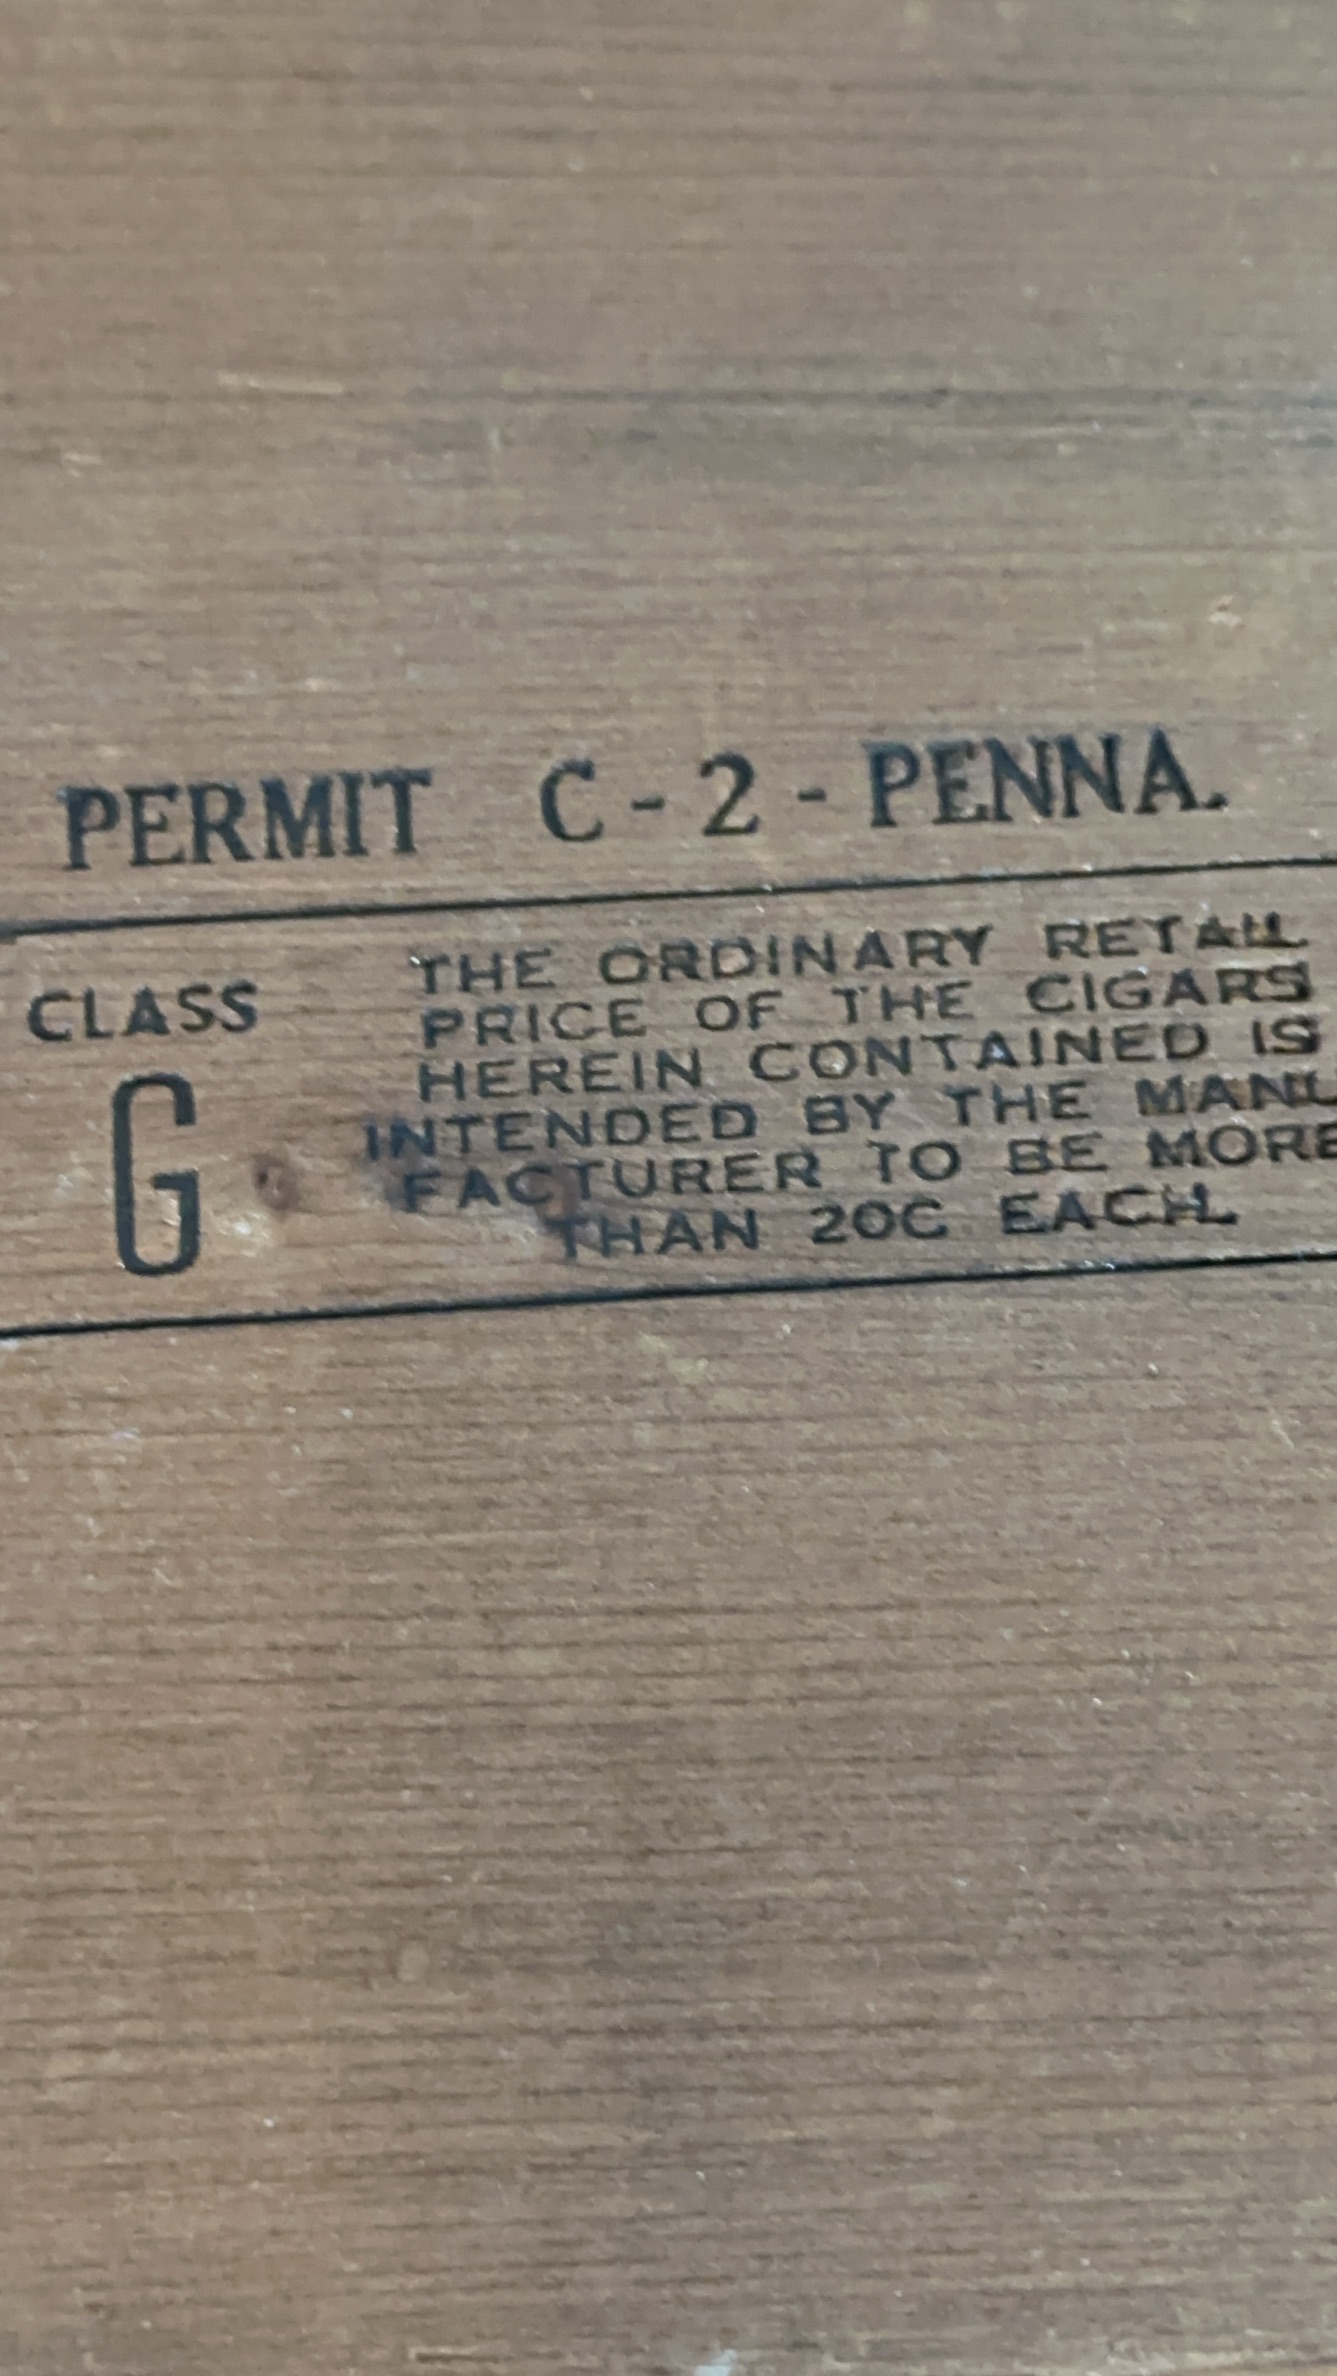 PERMIT C-2-PENNA.
CLASS
G
THE ORDINARY RETAIL
PRICE OF THE CIGARS
HEREIN CONTAINED IS
INTENDED BY THE MANU
FACTURER TO BE MORE
THAN 20C EACH